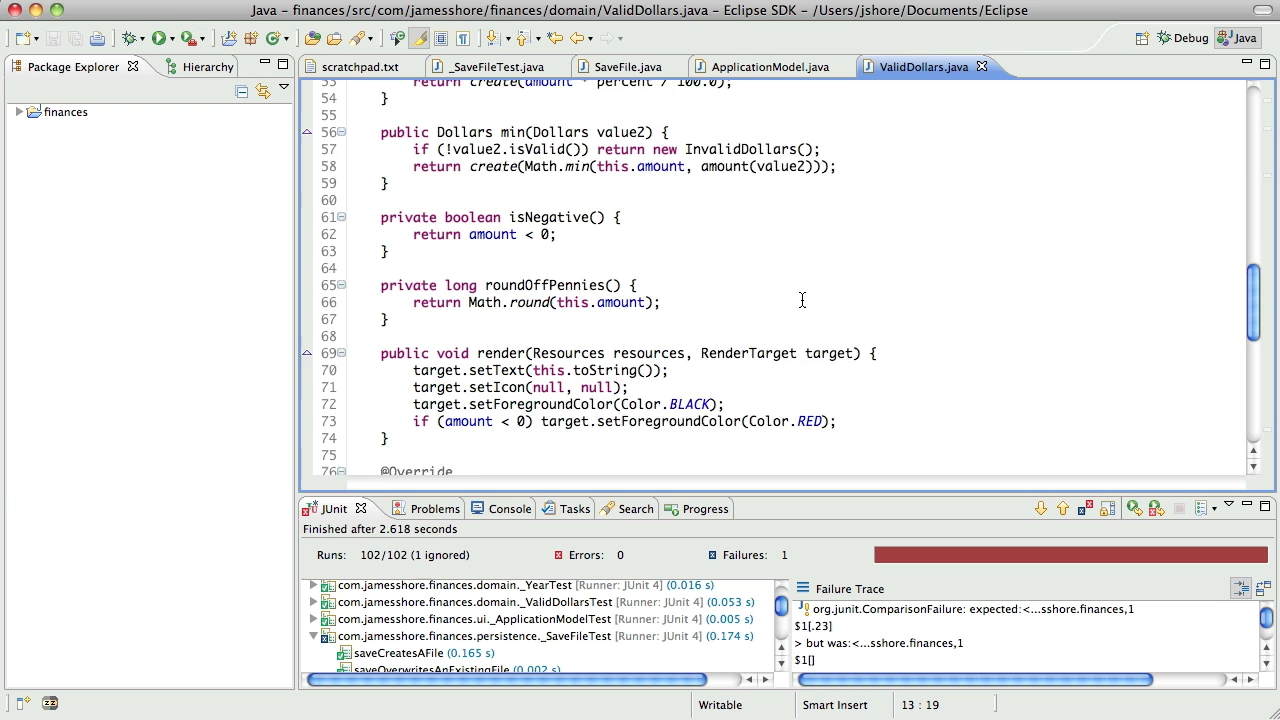 Java - finances/src/com/jamesshore/finances/domain/ValidDollars.java - Eclipse SDK - /Users/jshore/Documents/Eclipse
Debug Java
Package Explorer Hierarchy
finances
scratchpad.txt _SaveFileTest.java SaveFile.java ApplicationModel.java ValidDollars.java
53 return create(amount * percent / 100.0);
54 }
55
56 public Dollars min(Dollars value2) {
57 if (!value2.isValid()) return new InvalidDollars();
58 return create(Math.min(this.amount, amount(value2)));
59 }
60
61 private boolean isNegative() {
62 return amount < 0;
63 }
64
65 private long roundOffPennies() {
66 return Math.round(this.amount);
67 }
68
69 public void render(Resources resources, RenderTarget target) {
70 target.setText(this.toString());
71 target.setIcon(null, null);
72 target.setForegroundColor(Color.BLACK);
73 if (amount < 0) target.setForegroundColor(Color.RED);
74 }
75
76 @Override
JUnit Problems Console Tasks Search Progress
Finished after 2.618 seconds
Runs: 102/102 (1 ignored) Errors: 0 Failures: 1
com.jamesshore.finances.domain._YearTest [Runner: JUnit 4] (0.016 s)
com.jamesshore.finances.domain._ValidDollarsTest [Runner: JUnit 4] (0.053 s)
com.jamesshore.finances.ui._ApplicationModelTest [Runner: JUnit 4] (0.005 s)
com.jamesshore.finances.persistence._SaveFileTest [Runner: JUnit 4] (0.174 s)
saveCreatesAFile (0.165 s)
saveOverwritesAnExistingFile (0.002 s)
Failure Trace
org.junit.ComparisonFailure: expected:<...sshore.finances,1
$1[.23]
> but was:<...sshore.finances,1
$1[]
Writable Smart Insert 13 : 19